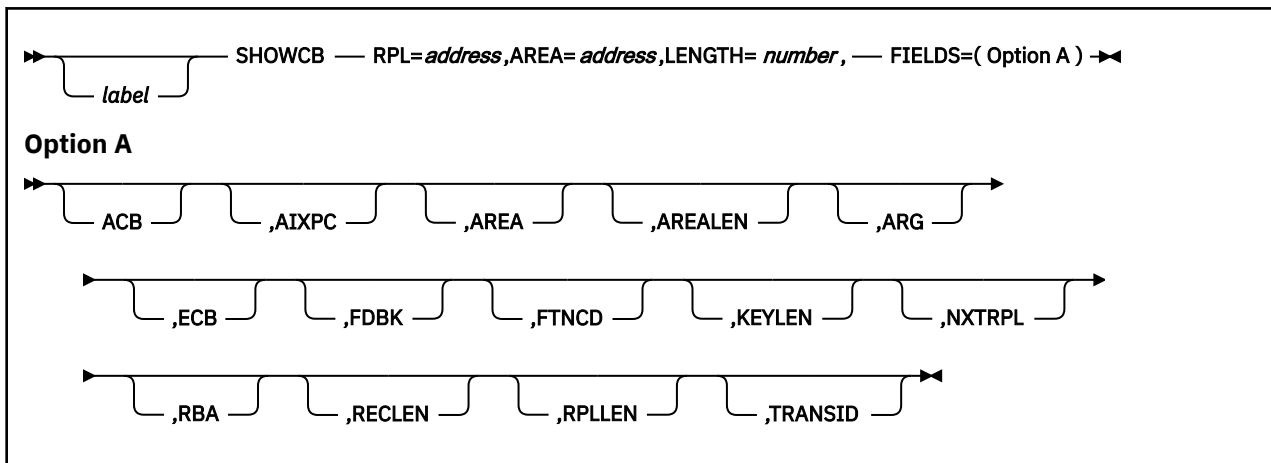 SHOWCB RPL=address,AREA=address,LENGTH=number, FIELDS=( Option A )
label
Option A
ACB ,AIXPC ,AREA ,AREALEN ,ARG
,ECB ,FDBK ,FTNCD ,KEYLEN ,NXTRPL
,RBA ,RECLEN ,RPLLEN ,TRANSID